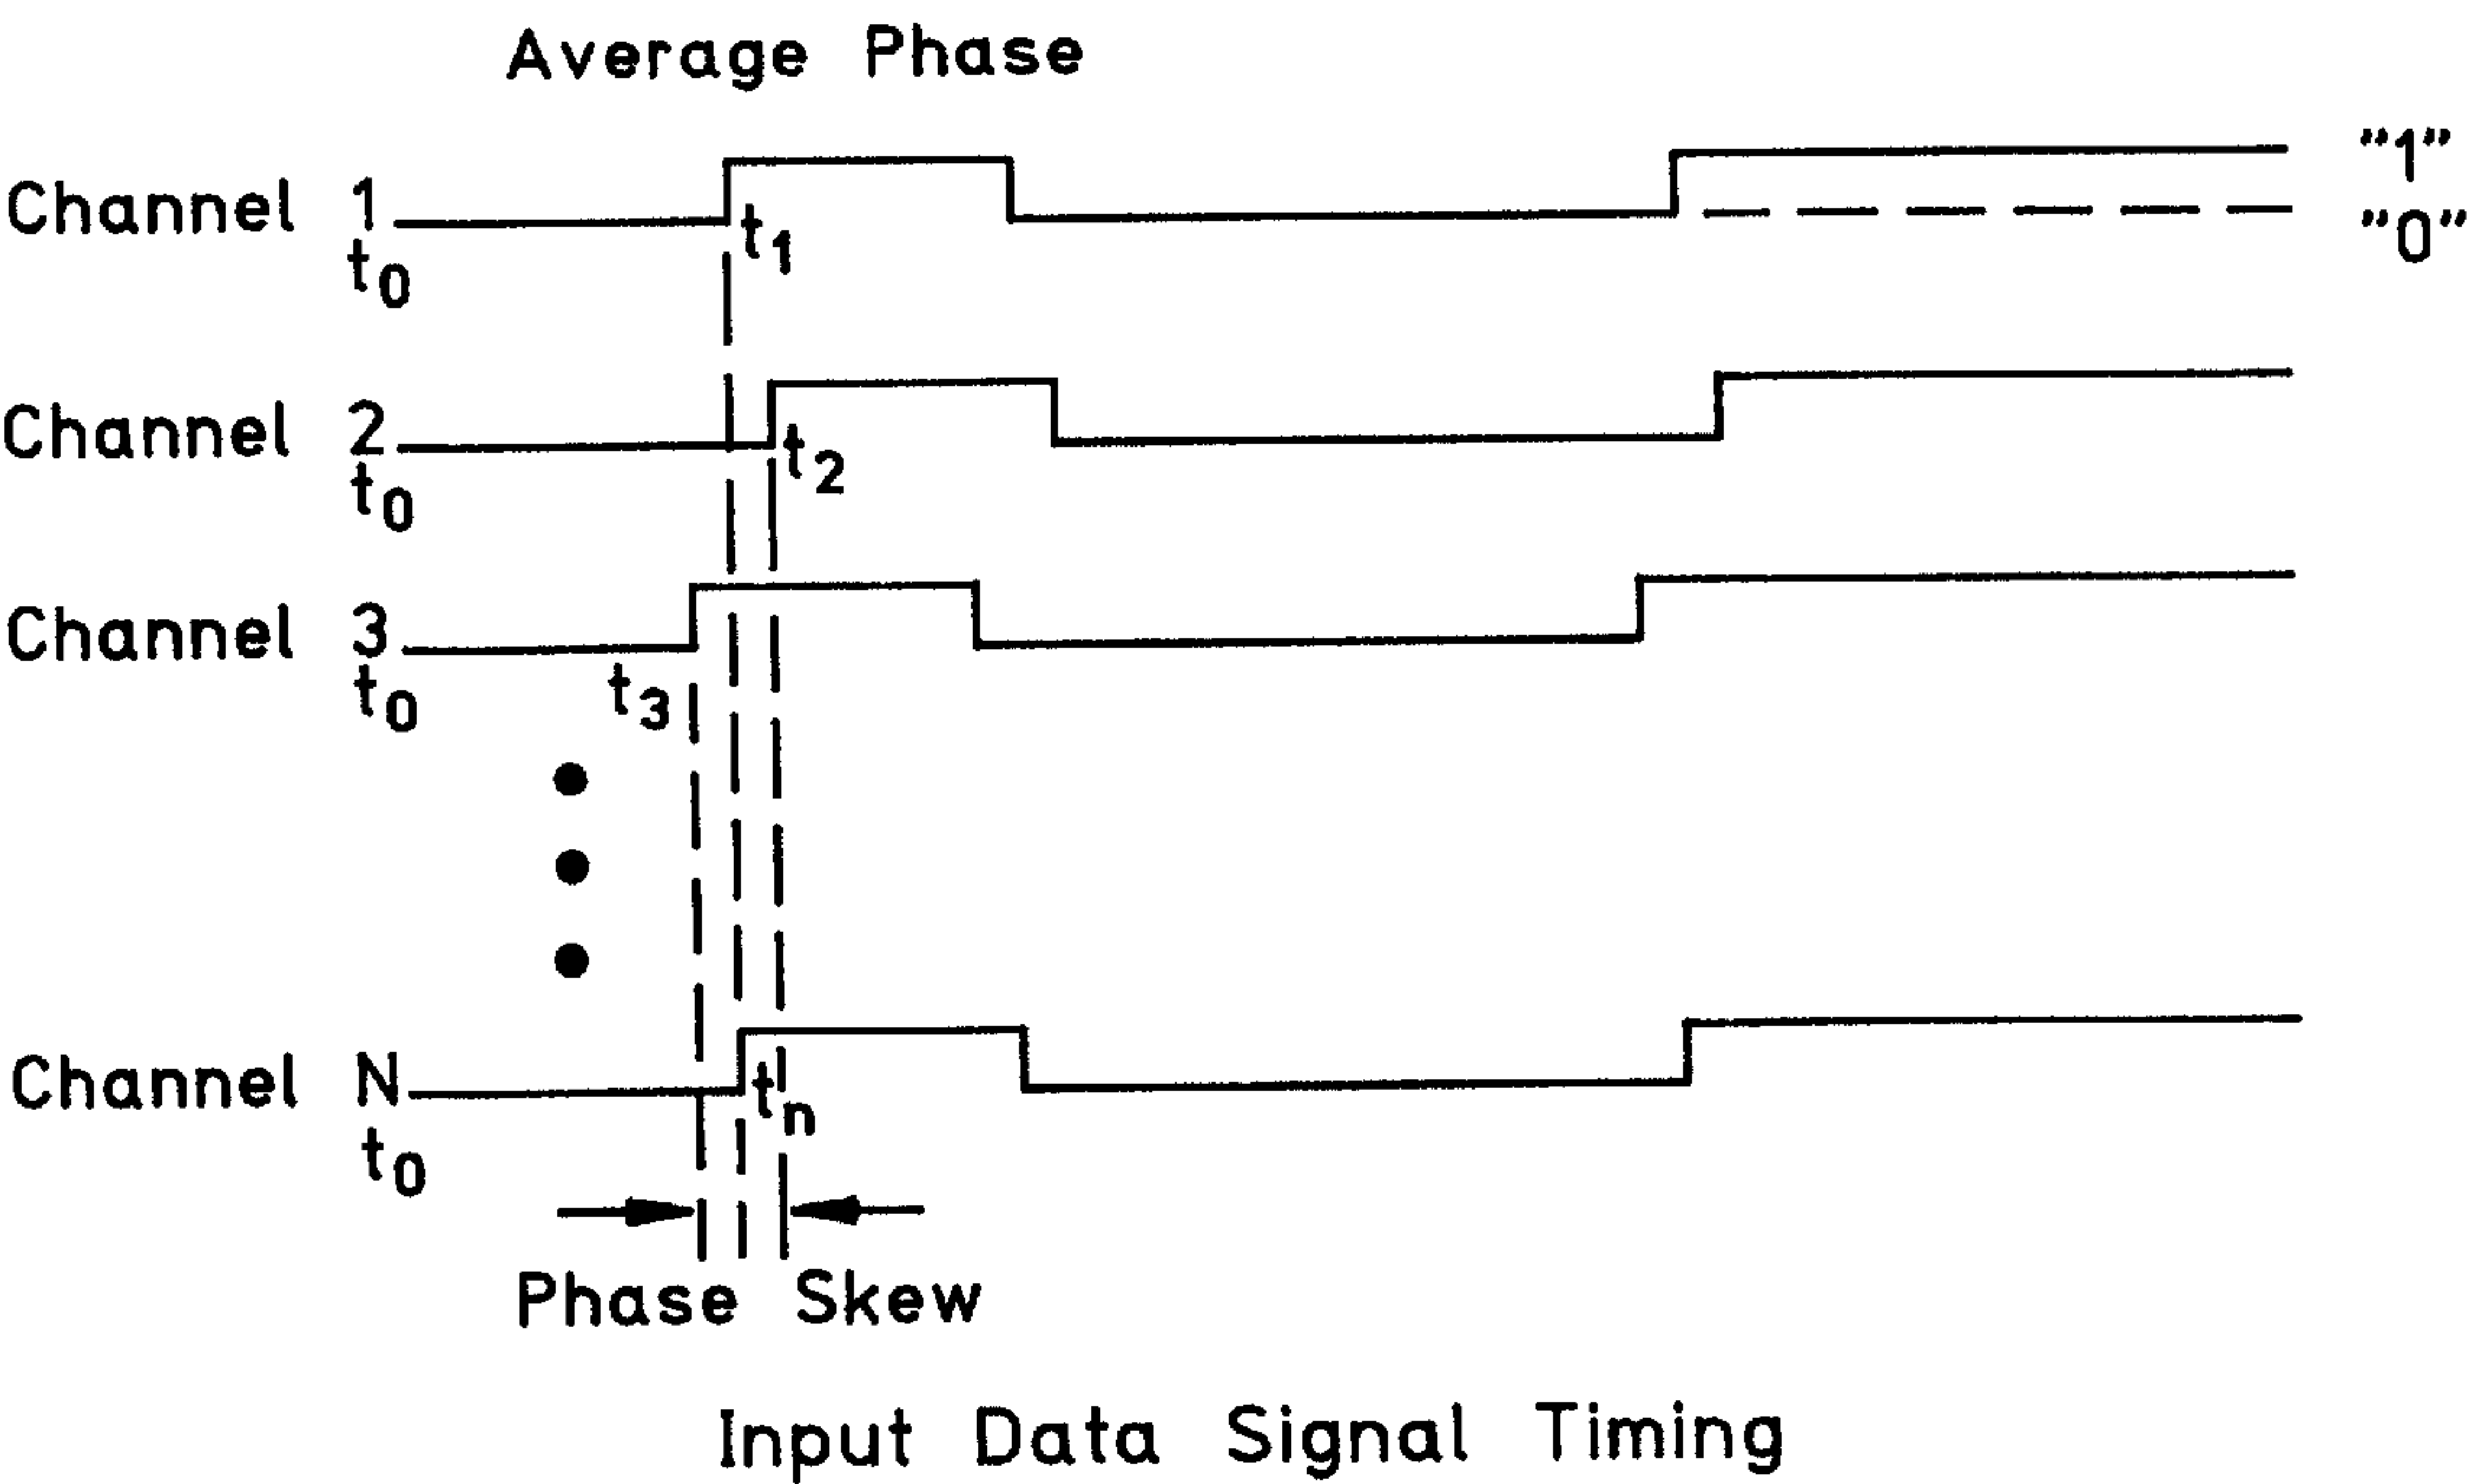 Average Phase
Channel 1
"1"
"0"
t0
t1
Channel 2
t0
t2
Channel 3
t0
t3
Channel N
t0
tn
Phase Skew
Input Data Signal Timing